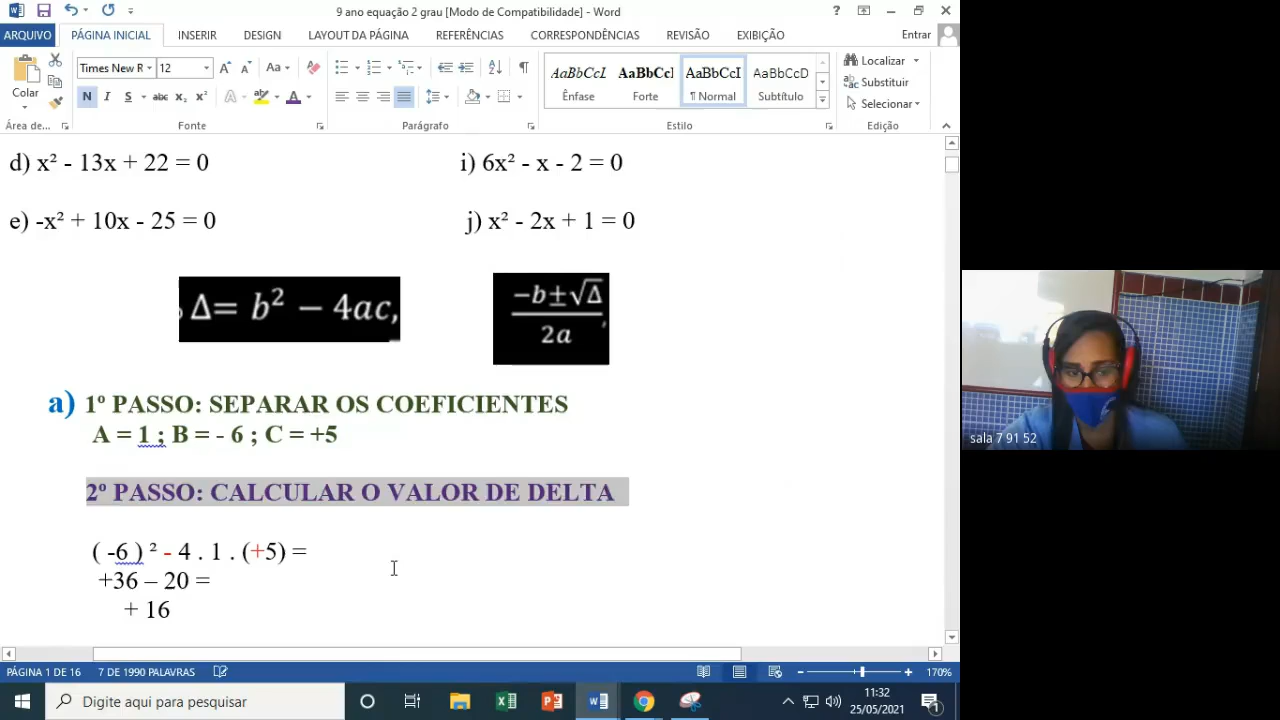 9 ano equação 2 grau [Modo de Compatibilidade] - Word
?
ARQUIVO PÁGINA INICIAL INSERIR DESIGN LAYOUT DA PÁGINA REFERÊNCIAS CORRESPONDÊNCIAS REVISÃO EXIBIÇÃO Entrar
Colar
Times New R 12
Aa
N I S abc x₂ x² A A
AaBbCcI AaBbCcI AaBbCcI AaBbCcD
Ênfase Forte ¶ Normal Subtítulo
Localizar
Substituir
Selecionar
Área de... Fonte Parágrafo Estilo Edição
d) x² - 13x + 22 = 0 i) 6x² - x - 2 = 0
e) -x² + 10x - 25 = 0 j) x² - 2x + 1 = 0
Δ= b² − 4ac,
−b±√Δ
2a
,
a) 1º PASSO: SEPARAR OS COEFICIENTES
A = 1 ; B = - 6 ; C = +5
2º PASSO: CALCULAR O VALOR DE DELTA
( -6 ) ² - 4 . 1 . (+5) =
+36 – 20 =
+ 16
sala 7 91 52
PÁGINA 1 DE 16 7 DE 1990 PALAVRAS 170%
Digite aqui para pesquisar
11:32
25/05/2021
1